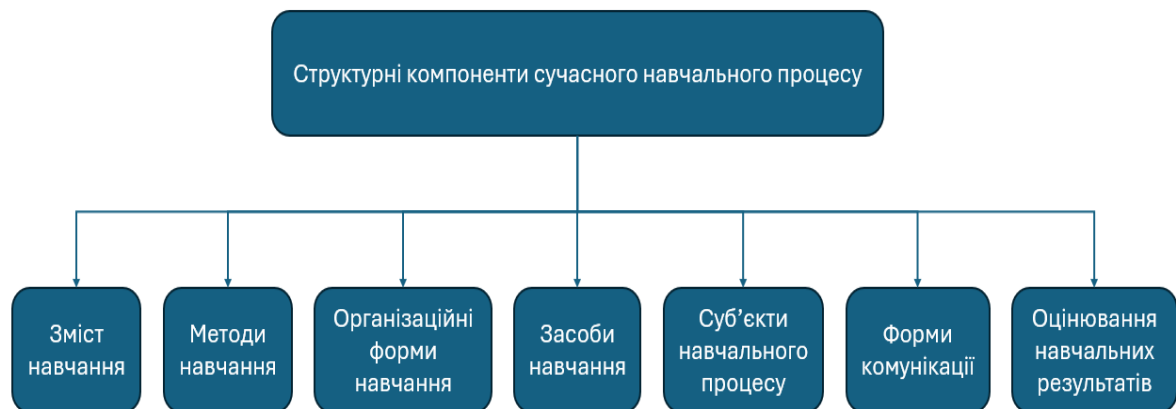 Структурні компоненти сучасного навчального процесу
Зміст
навчання
Методи
навчання
Організаційні
форми
навчання
Засоби
навчання
Суб’єкти
навчального
процесу
Форми
комунікації
Оцінювання
навчальних
результатів